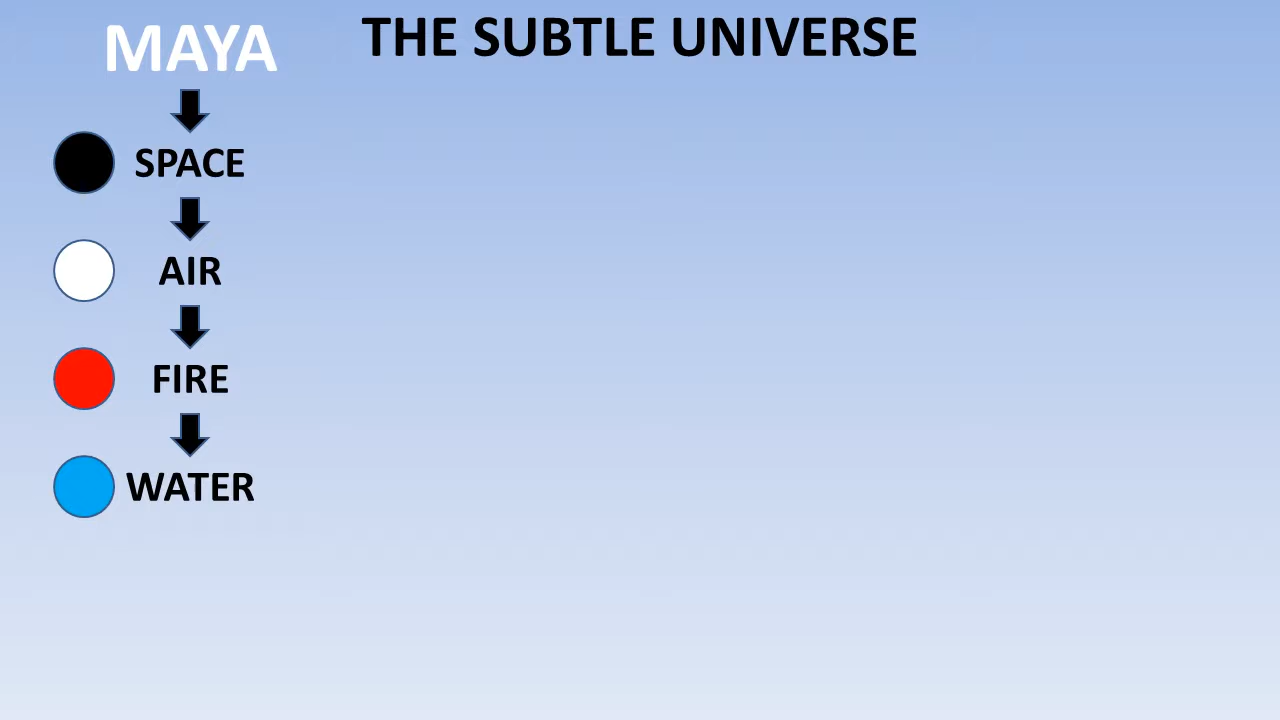 MAYA
THE SUBTLE UNIVERSE
SPACE
AIR
FIRE
WATER